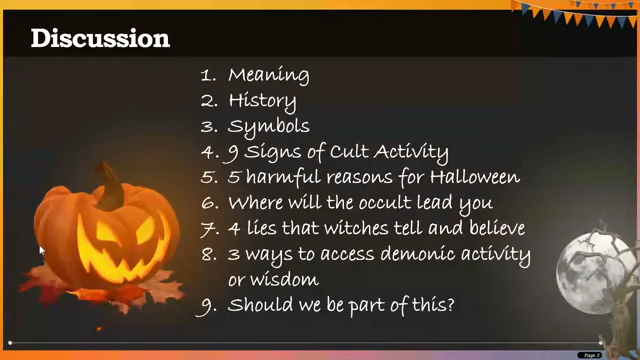 Discussion
1. Meaning
2. History
3. Symbols
4. 9 Signs of Cult Activity
5. 5 harmful reasons for Halloween
6. Where will the occult lead you
7. 4 lies that witches tell and believe
8. 3 ways to access demonic activity
or wisdom
9. Should we be part of this?
Page 3